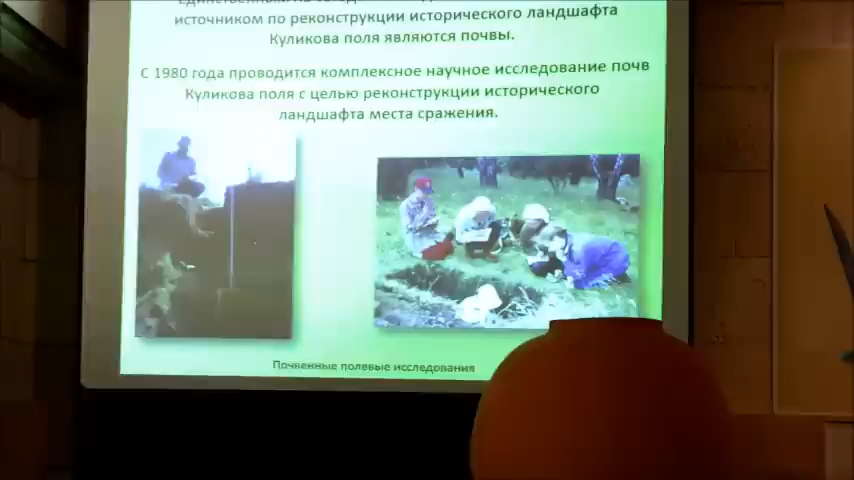 источником по реконструкции исторического ландшафта
Куликова поля являются почвы.
С 1980 года проводится комплексное научное исследование почв
Куликова поля с целью реконструкции исторического
ландшафта места сражения.
Почвенные полевые исследования